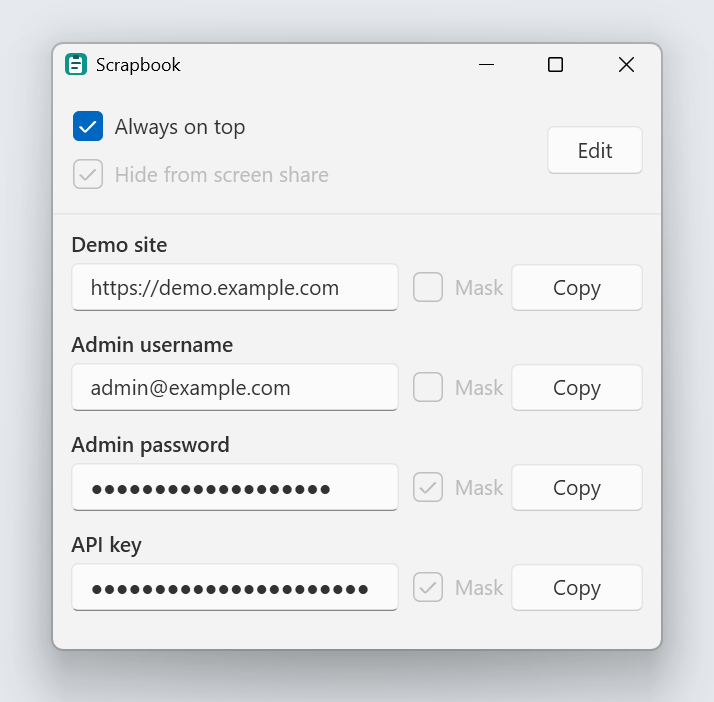 Scrapbook
Always on top
Hide from screen share
Edit
Demo site
https://demo.example.com
Mask
Copy
Admin username
admin@example.com
Mask
Copy
Admin password
●●●●●●●●●●●●●●●●●●●
Mask
Copy
API key
●●●●●●●●●●●●●●●●●●●●●●
Mask
Copy